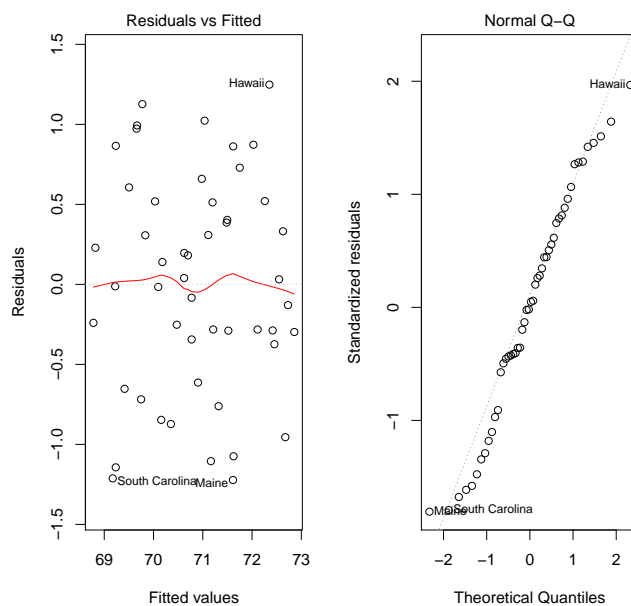 Residuals vs Fitted
Residuals
1.5
1.0
0.5
0.0
−0.5
−1.0
−1.5
Hawaii
South Carolina
Maine
69 70 71 72 73
Fitted values
Normal Q−Q
Standardized residuals
2
1
0
−1
Hawaii
Maine
South Carolina
−2 −1 0 1 2
Theoretical Quantiles